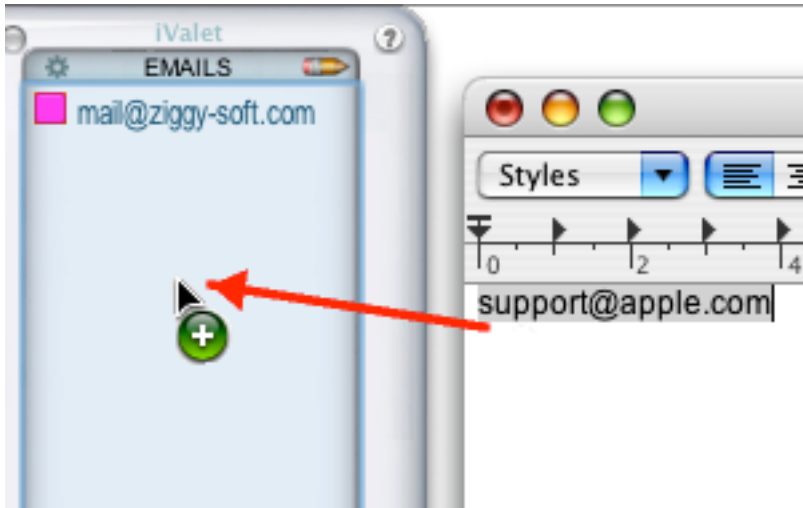 iValet
?
EMAILS
mail@ziggy-soft.com
Styles
0 2 4
support@apple.com